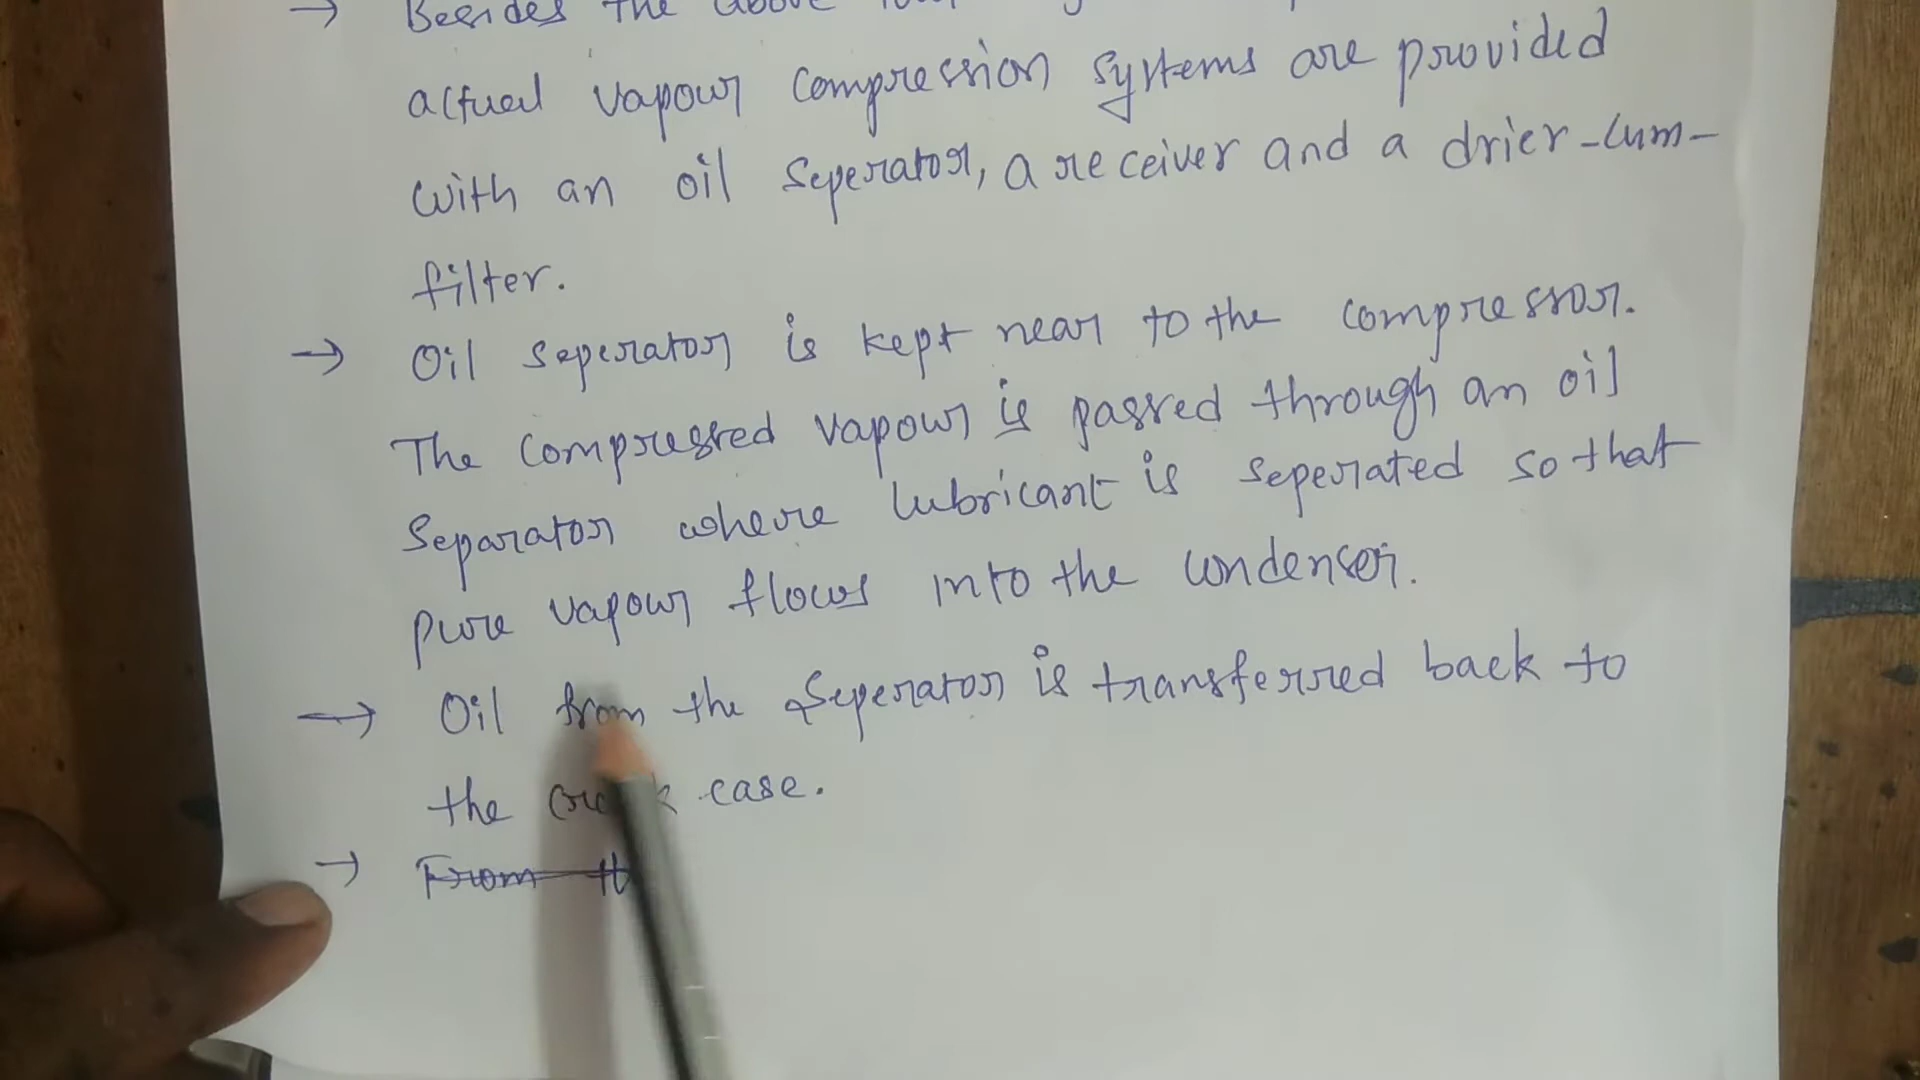 → Besides the above
actual vapour compression systems are provided
with an oil seperator, a receiver and a drier-cum-
filter.
→ Oil seperator is kept near to the compressor.
The compressed vapour is passed through an oil
separator where lubricant is seperated so that
pure vapour flows into the condenser.
→ Oil from the seperator is transferred back to
the case.
→ From